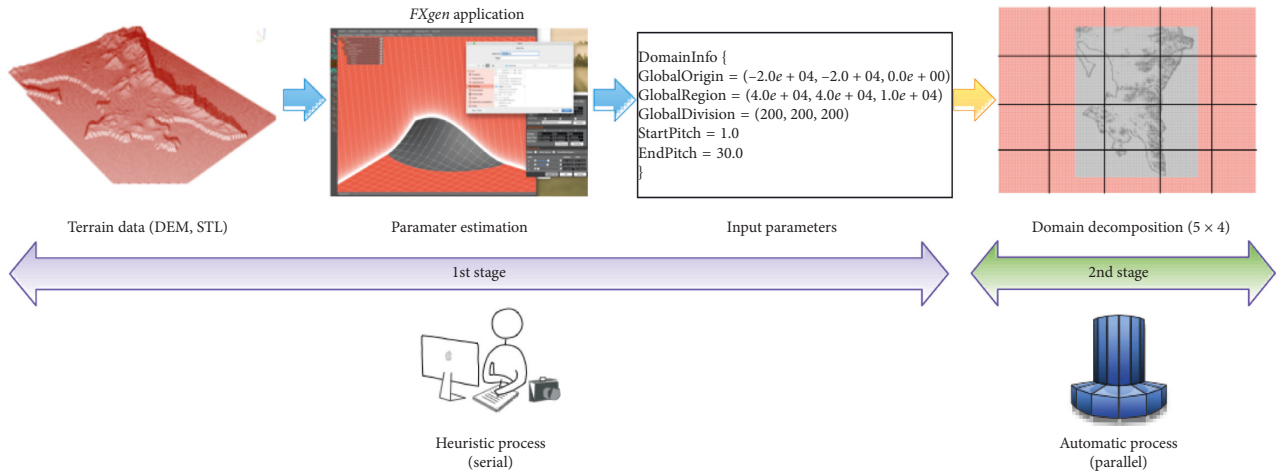 FXgen application
DomainInfo {
GlobalOrigin = (−2.0e + 04, −2.0 + 04, 0.0e + 00)
GlobalRegion = (4.0e + 04, 4.0e + 04, 1.0e + 04)
GlobalDivision = (200, 200, 200)
StartPitch = 1.0
EndPitch = 30.0
}
Terrain data (DEM, STL)
Paramater estimation
Input parameters
Domain decomposition (5 × 4)
1st stage
2nd stage
Heuristic process
(serial)
Automatic process
(parallel)